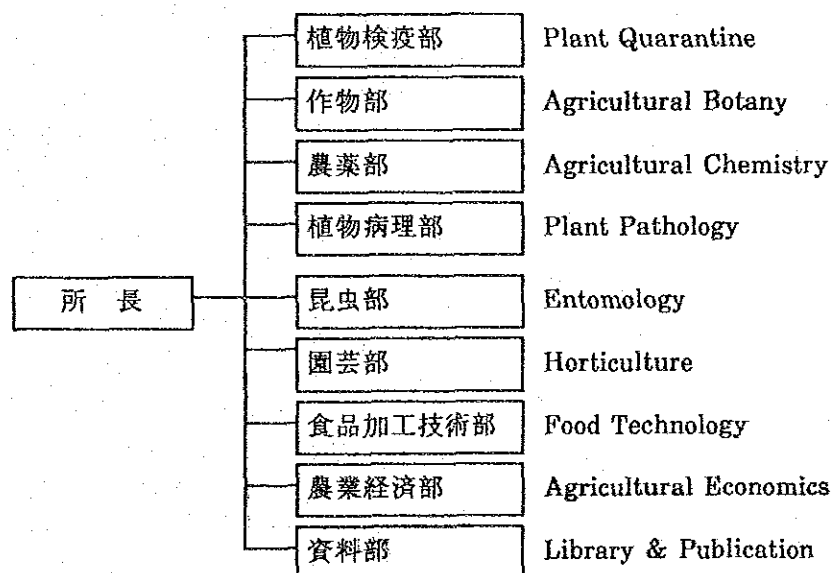 植物検疫部 Plant Quarantine
作物部 Agricultural Botany
農薬部 Agricultural Chemistry
植物病理部 Plant Pathology
所長 昆虫部 Entomology
園芸部 Horticulture
食品加工技術部 Food Technology
農業経済部 Agricultural Economics
資料部 Library & Publication